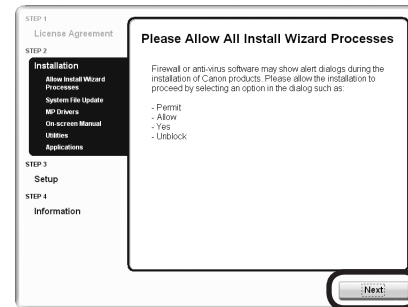 STEP 1
License Agreement
STEP 2
Installation
Allow Install Wizard
Processes
System File Update
MP Drivers
On-screen Manual
Utilities
Applications
STEP 3
Setup
STEP 4
Information
Please Allow All Install Wizard Processes
Firewall or anti-virus software may show alert dialogs during the
installation of Canon products. Please allow the installation to
proceed by selecting an option in the dialog such as:
- Permit
- Allow
- Yes
- Unblock
Next